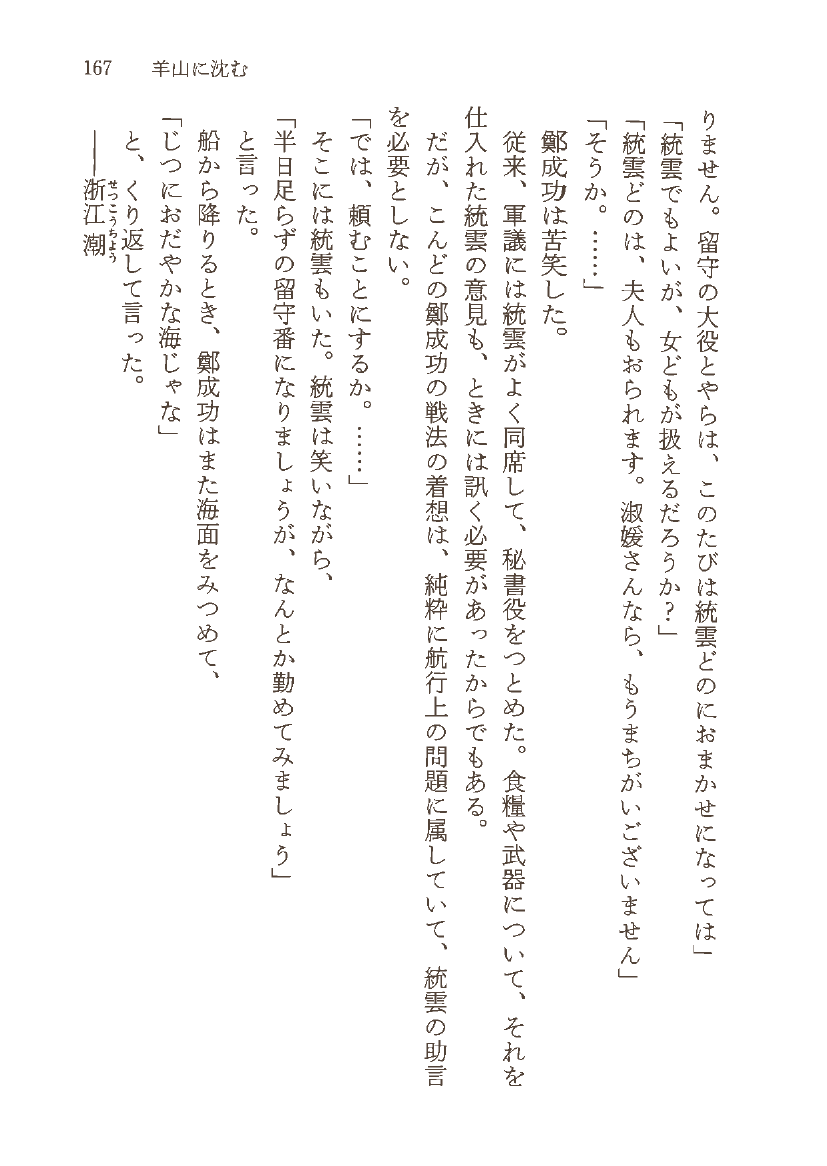 167　羊山に沈む
りません。留守の大役とやらは、このたびは統雲どのにおまかせになっては」
「統雲でもよいが、女どもが扱えるだろうか？」
「統雲どのは、夫人もおられます。淑媛さんなら、もうまちがいございません」
「そうか。……」
鄭成功は苦笑した。
従来、軍議には統雲がよく同席して、秘書役をつとめた。食糧や武器について、それを
仕入れた統雲の意見も、ときには訊く必要があったからでもある。
だが、こんどの鄭成功の戦法の着想は、純粋に航行上の問題に属していて、統雲の助言
を必要としない。
「では、頼むことにするか。……」
そこには統雲もいた。統雲は笑いながら、
「半日足らずの留守番になりましょうが、なんとか勤めてみましょう」
と言った。
船から降りるとき、鄭成功はまた海面をみつめて、
「じつにおだやかな海じゃな」
と、くり返して言った。
――浙江潮
せつこうちよう